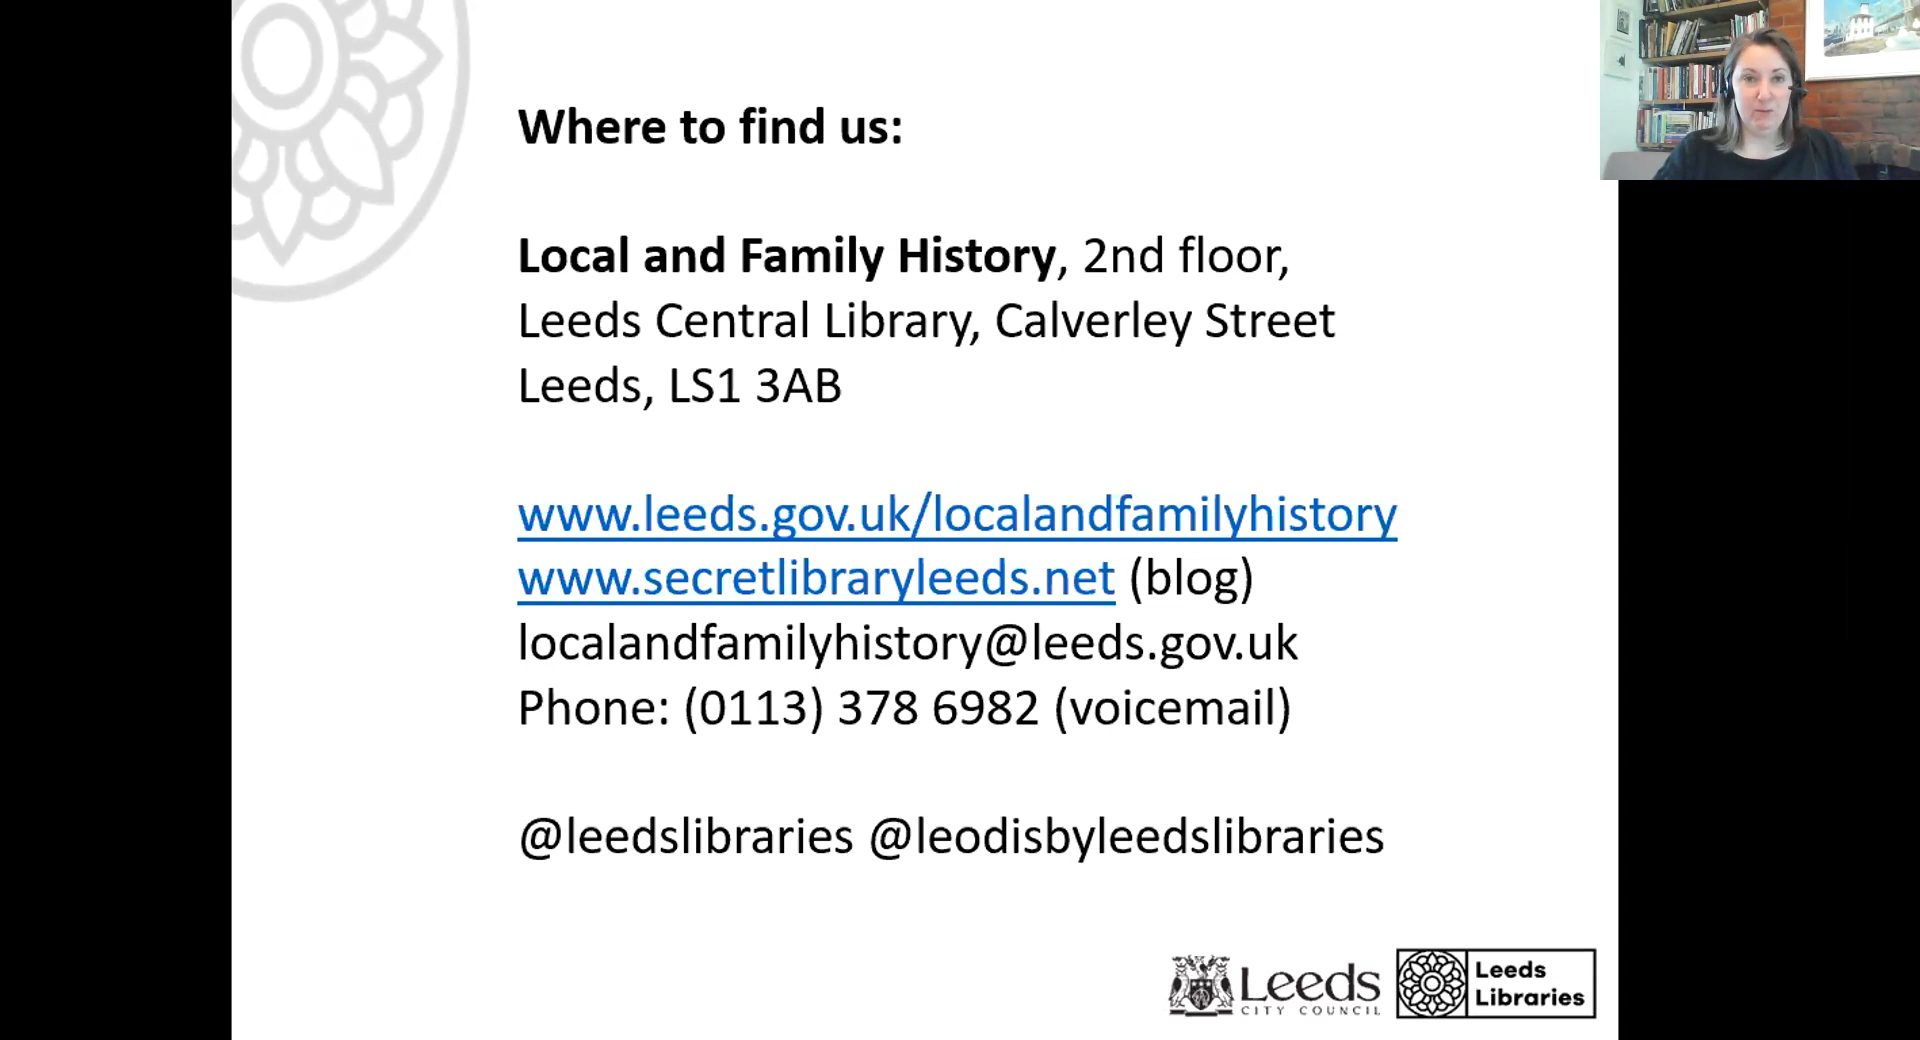 Where to find us:
Local and Family History, 2nd floor,
Leeds Central Library, Calverley Street
Leeds, LS1 3AB
www.leeds.gov.uk/localandfamilyhistory
www.secretlibraryleeds.net (blog)
localandfamilyhistory@leeds.gov.uk
Phone: (0113) 378 6982 (voicemail)
@leedslibraries @leodisbyleedslibraries
Leeds
CITY COUNCIL
Leeds
Libraries